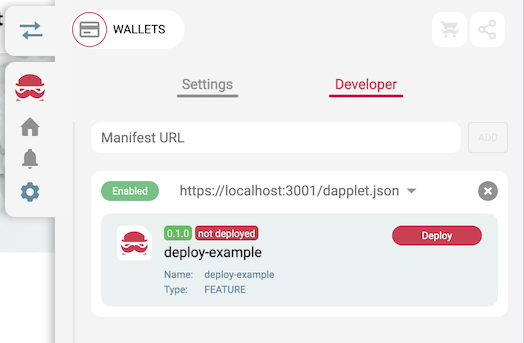 WALLETS
Settings
Developer
Manifest URL
ADD
Enabled
https://localhost:3001/dapplet.json
0.1.0 not deployed
Deploy
deploy-example
Name: deploy-example
Type: FEATURE